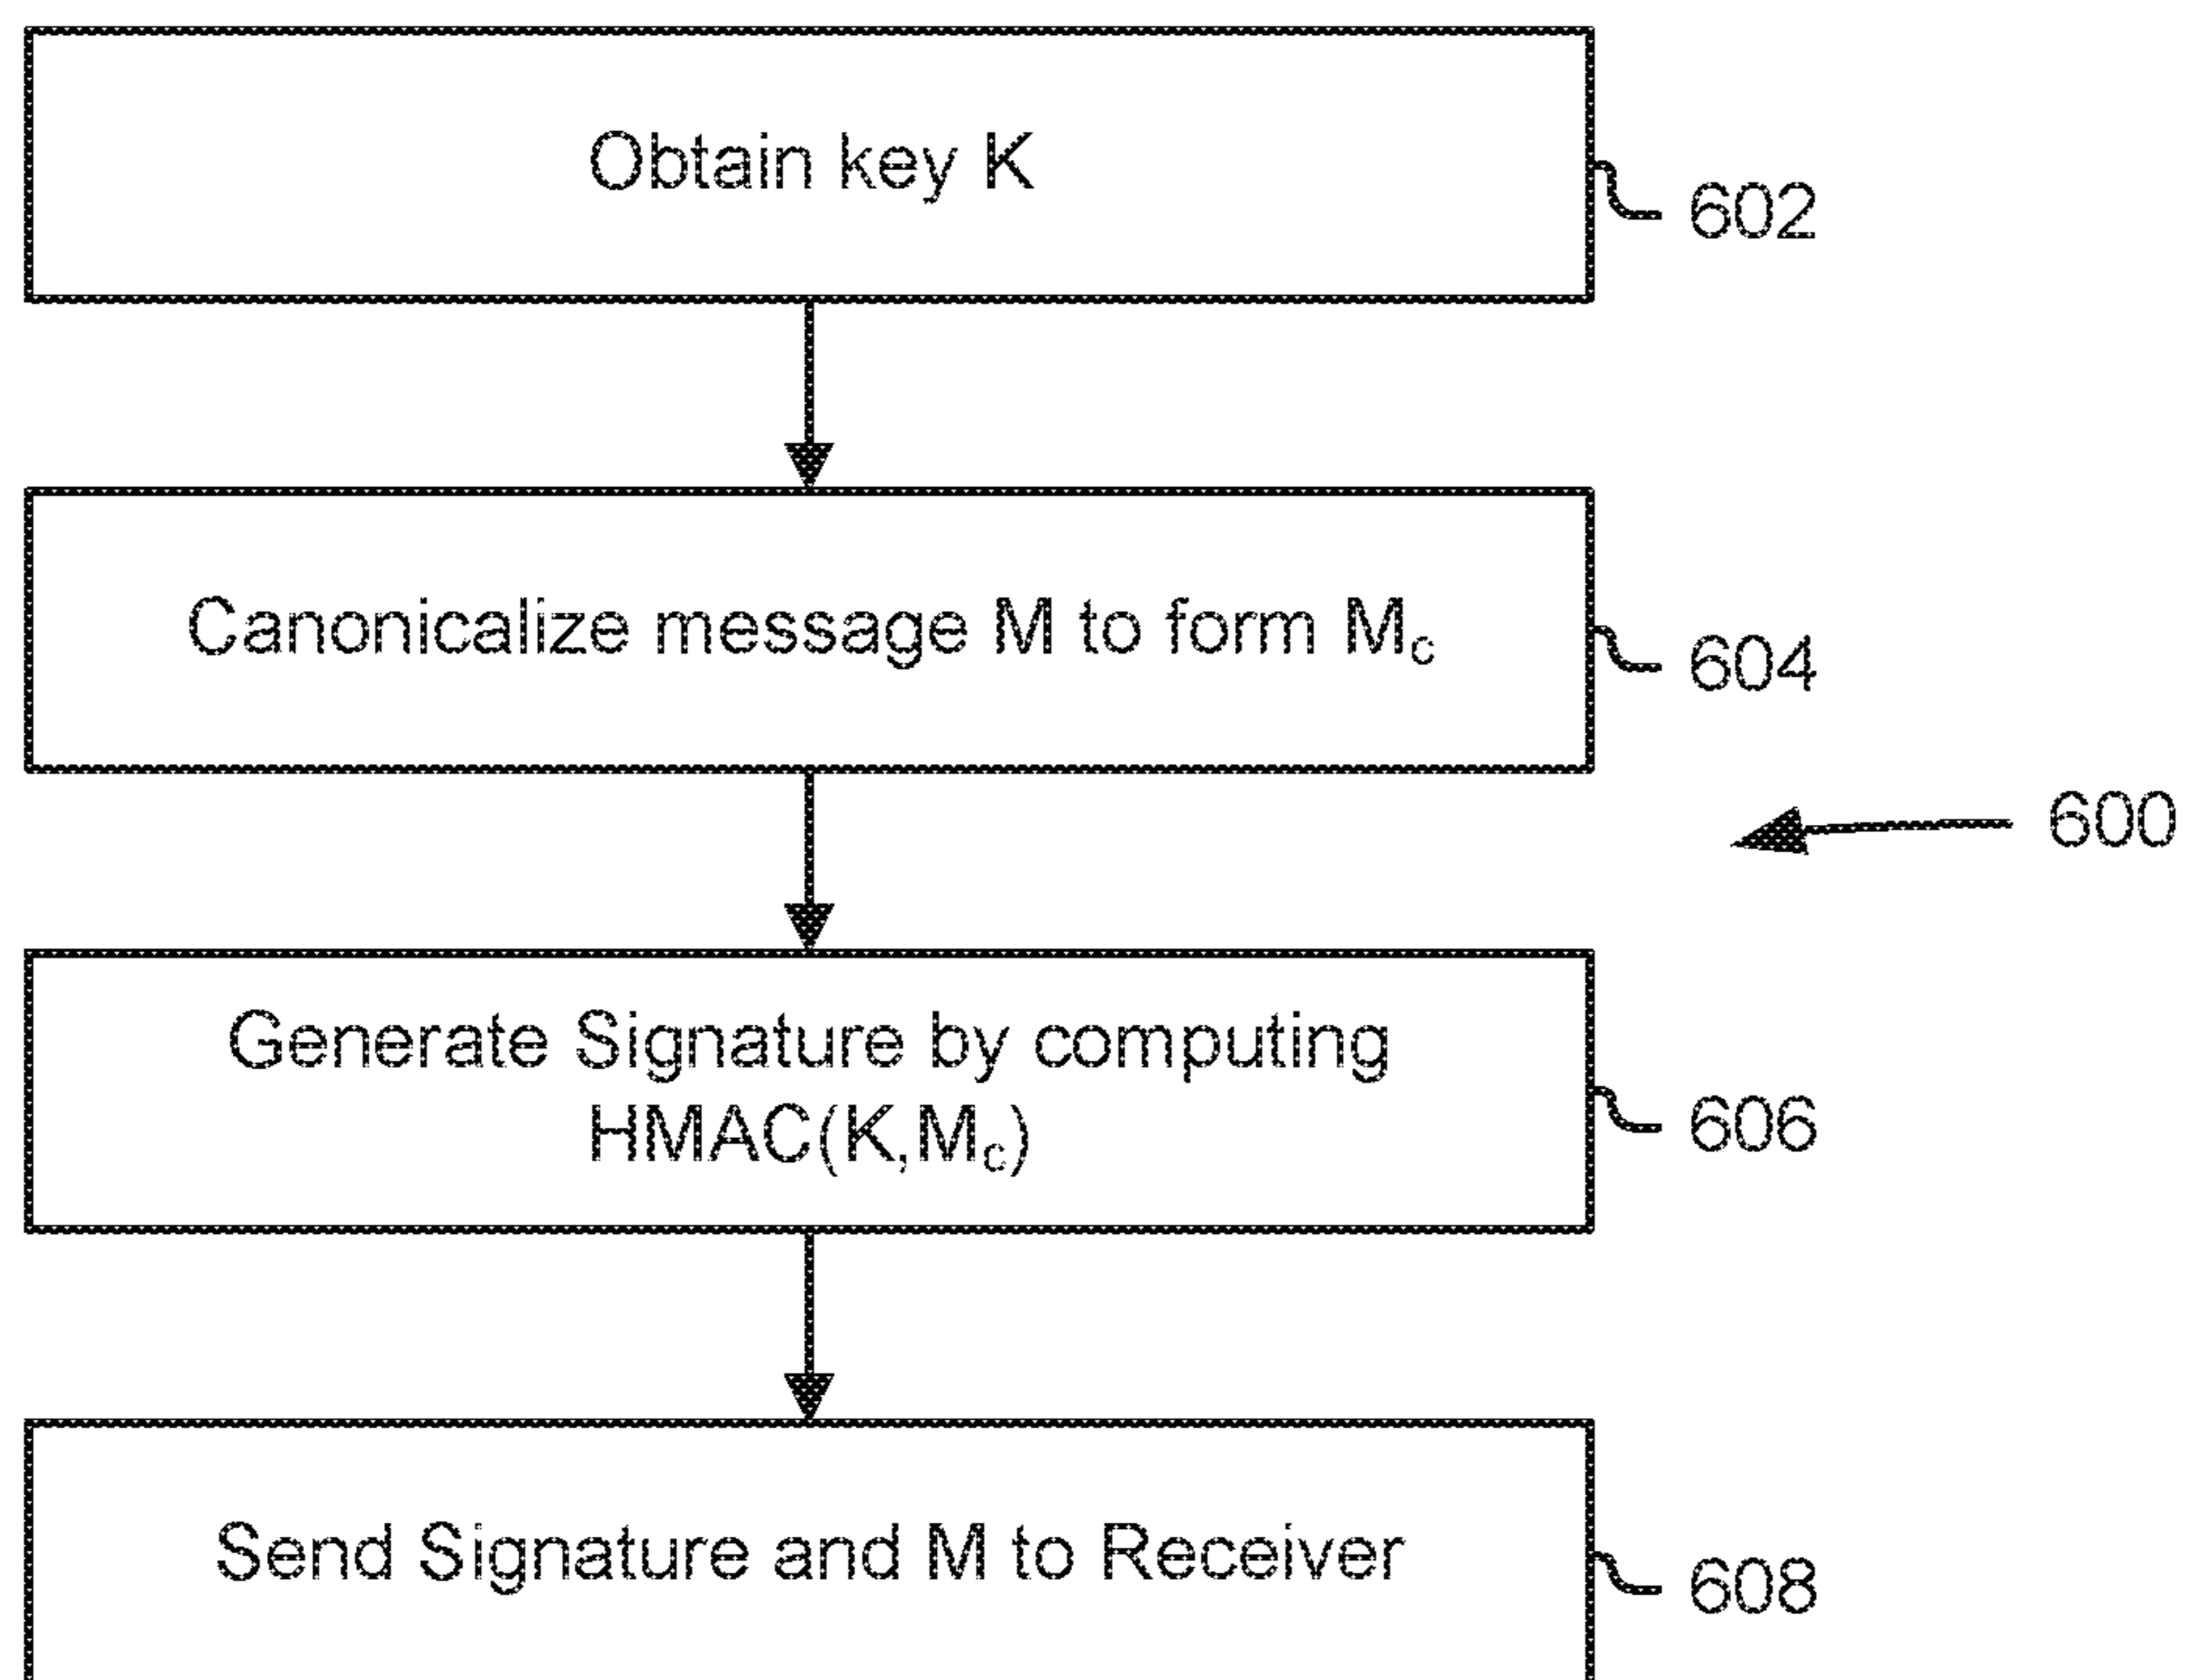 Obtain key K
602
Canonicalize message M to form Mc
604
600
Generate Signature by computing
HMAC(K,Mc)
606
Send Signature and M to Receiver
608